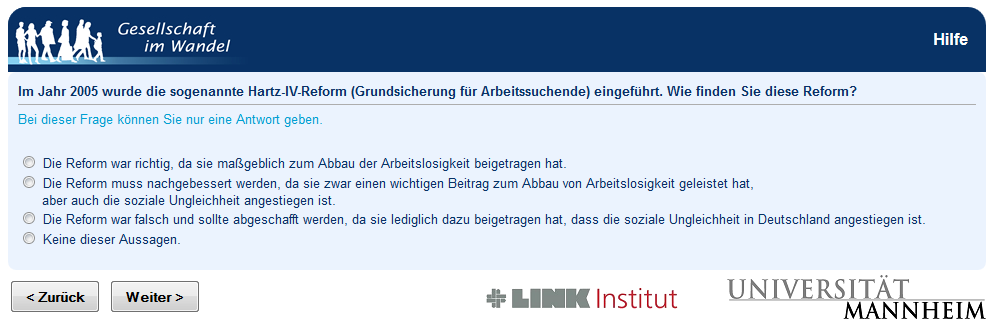 Gesellschaft
im Wandel
Hilfe
Im Jahr 2005 wurde die sogenannte Hartz-IV-Reform (Grundsicherung für Arbeitssuchende) eingeführt. Wie finden Sie diese Reform?
Bei dieser Frage können Sie nur eine Antwort geben.
Die Reform war richtig, da sie maßgeblich zum Abbau der Arbeitslosigkeit beigetragen hat.
Die Reform muss nachgebessert werden, da sie zwar einen wichtigen Beitrag zum Abbau von Arbeitslosigkeit geleistet hat,
aber auch die soziale Ungleichheit angestiegen ist.
Die Reform war falsch und sollte abgeschafft werden, da sie lediglich dazu beigetragen hat, dass die soziale Ungleichheit in Deutschland angestiegen ist.
Keine dieser Aussagen.
< Zurück Weiter >
LINK Institut
UNIVERSITÄT
MANNHEIM